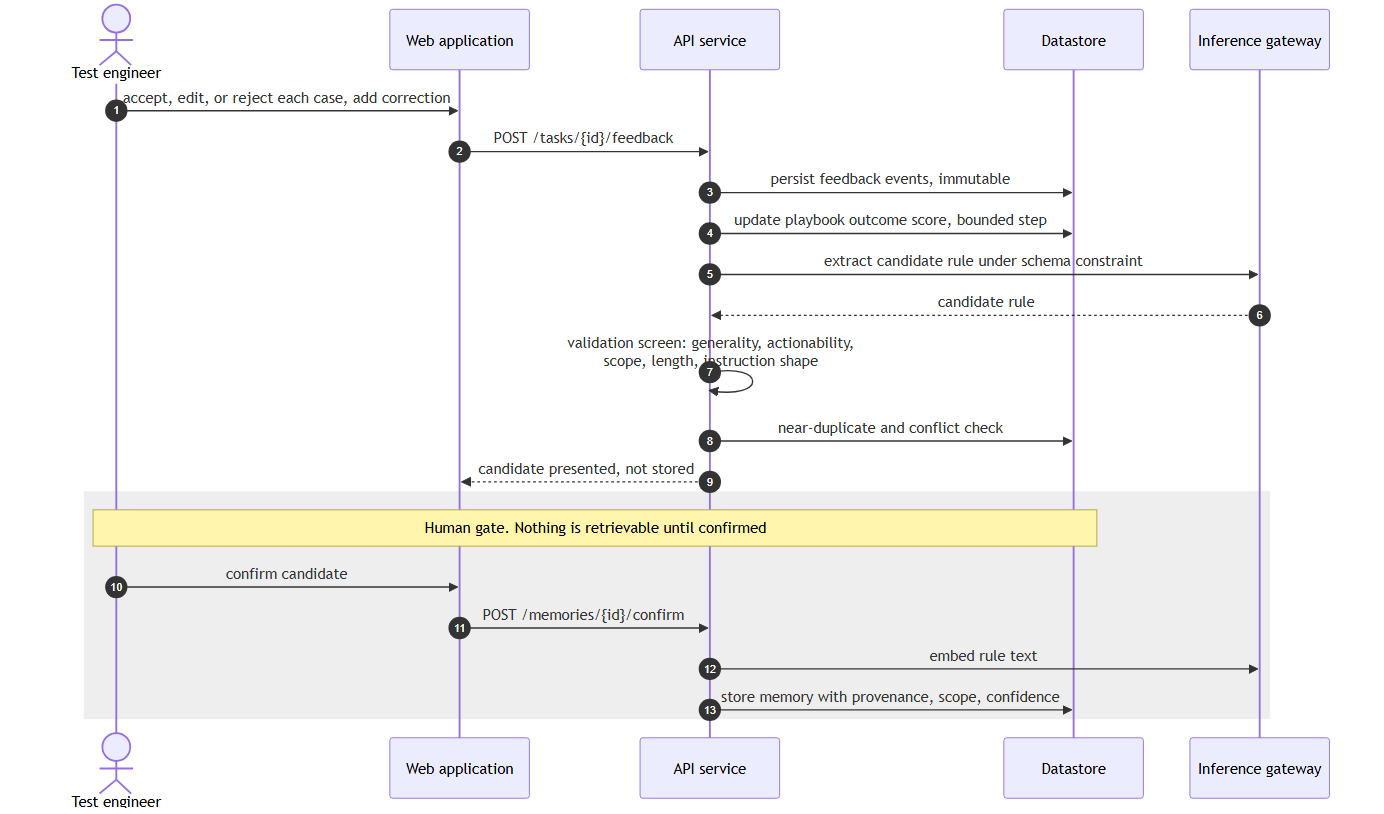 Web application
API service
Datastore
Inference gateway
Test engineer
accept, edit, or reject each case, add correction
1
POST /tasks/{id}/feedback
2
persist feedback events, immutable
3
update playbook outcome score, bounded step
4
extract candidate rule under schema constraint
5
candidate rule
6
validation screen: generality, actionability,
scope, length, instruction shape
7
near-duplicate and conflict check
8
candidate presented, not stored
9
Human gate. Nothing is retrievable until confirmed
confirm candidate
10
POST /memories/{id}/confirm
11
embed rule text
12
store memory with provenance, scope, confidence
13
Web application
API service
Datastore
Inference gateway
Test engineer